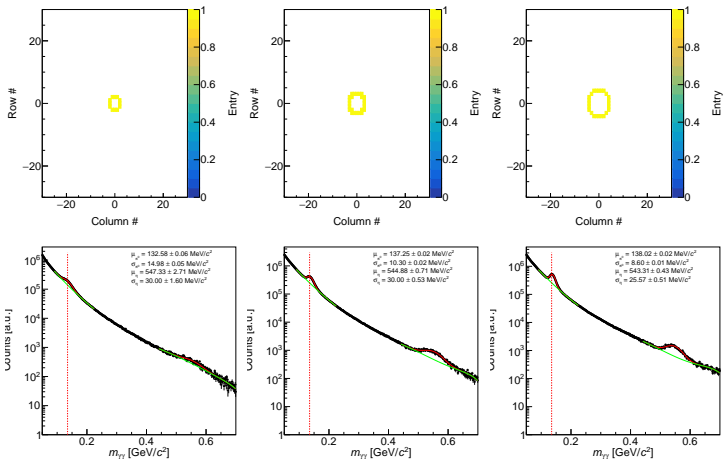 Row #
20
0
−20
−20
0
20
Column #
1
0.8
0.6
0.4
0.2
0
Entry
Row #
20
0
−20
−20
0
20
Column #
1
0.8
0.6
0.4
0.2
0
Entry
Row #
20
0
−20
−20
0
20
Column #
1
0.8
0.6
0.4
0.2
0
Entry
Counts [a.u.]
10⁶
10⁵
10⁴
10³
10²
10
1
μπ⁰ = 132.58 ± 0.06 MeV/c²
σπ⁰ = 14.98 ± 0.05 MeV/c²
μη = 547.33 ± 2.71 MeV/c²
ση = 30.00 ± 1.60 MeV/c²
0.2
0.4
0.6
mγγ [GeV/c²]
Counts [a.u.]
10⁶
10⁵
10⁴
10³
10²
10
1
μπ⁰ = 137.25 ± 0.02 MeV/c²
σπ⁰ = 10.30 ± 0.02 MeV/c²
μη = 544.88 ± 0.71 MeV/c²
ση = 30.00 ± 0.53 MeV/c²
0.2
0.4
0.6
mγγ [GeV/c²]
Counts [a.u.]
10⁶
10⁵
10⁴
10³
10²
10
1
μπ⁰ = 138.02 ± 0.02 MeV/c²
σπ⁰ = 8.60 ± 0.01 MeV/c²
μη = 543.31 ± 0.43 MeV/c²
ση = 25.57 ± 0.51 MeV/c²
0.2
0.4
0.6
mγγ [GeV/c²]